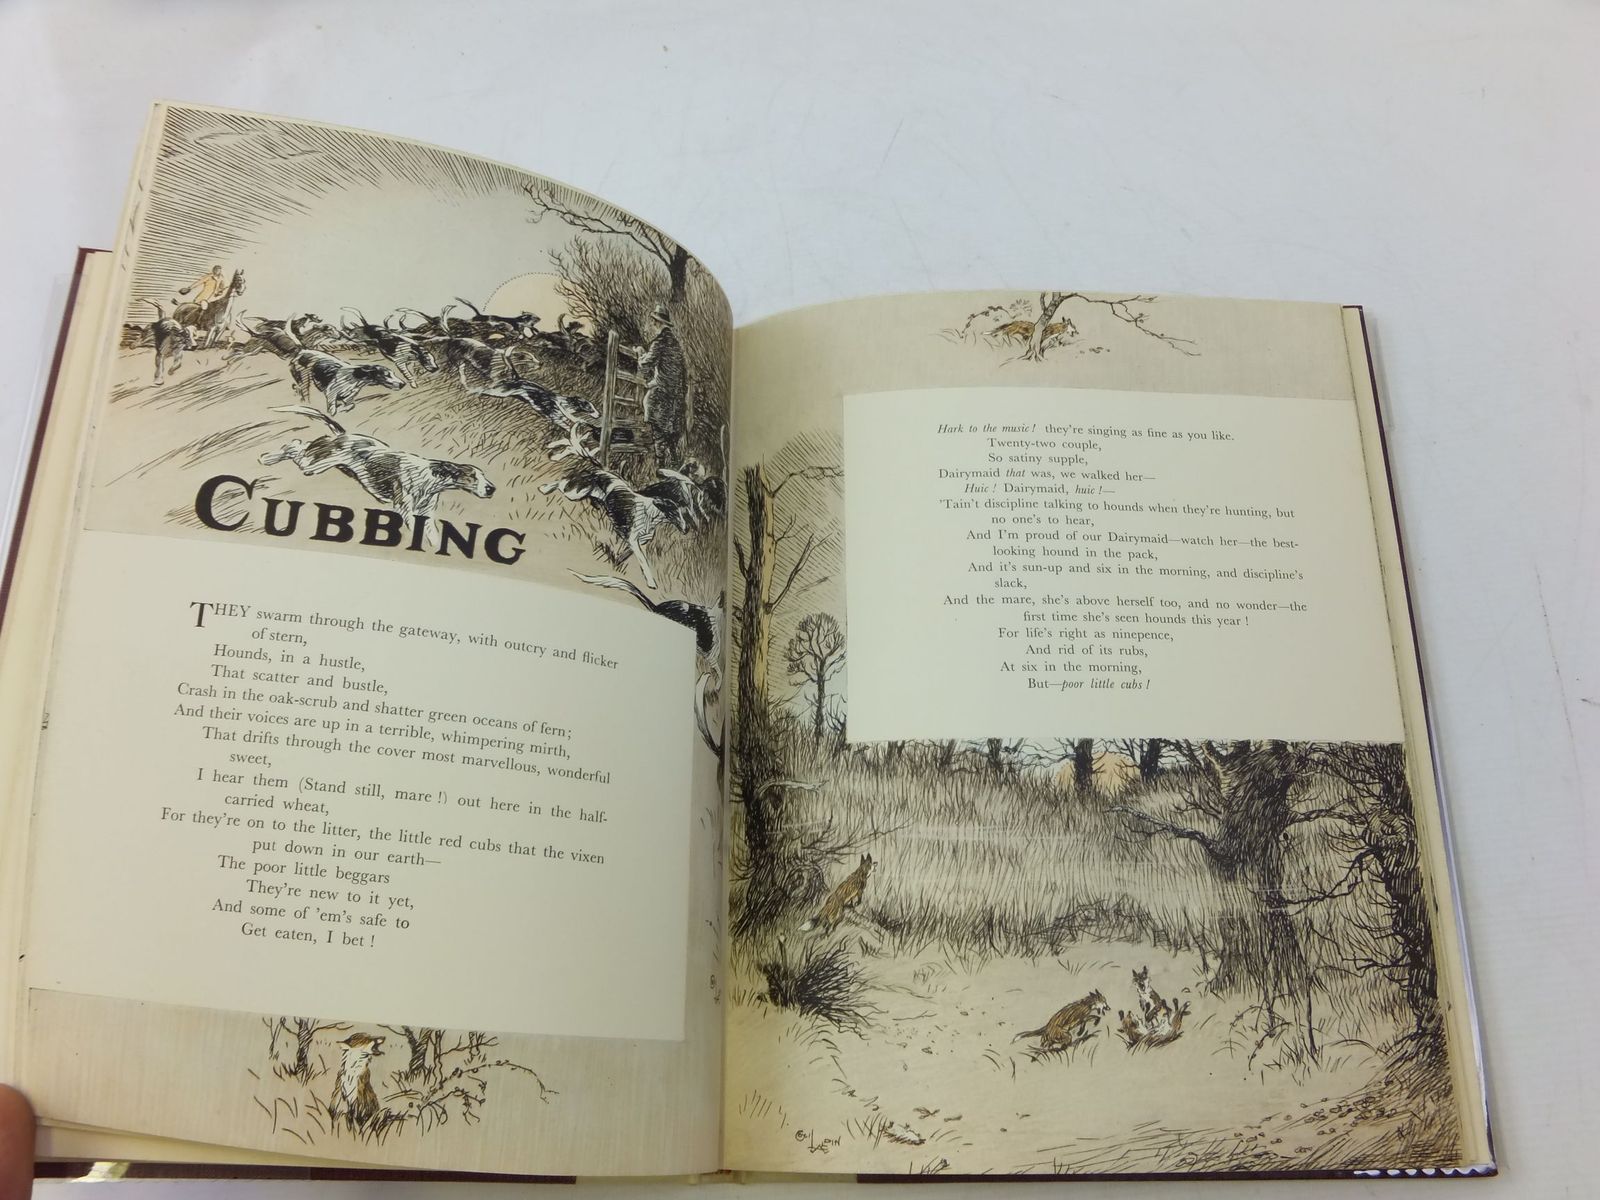 CUBBING
THEY swarm through the gateway, with outcry and flicker
of stern,
Hounds, in a hustle,
That scatter and bustle,
Crash in the oak-scrub and shatter green oceans of fern;
And their voices are up in a terrible, whimpering mirth,
That drifts through the cover most marvellous, wonderful
sweet,
I hear them (Stand still, mare!) out here in the half-
carried wheat,
For they're on to the litter, the little red cubs that the vixen
put down in our earth—
The poor little beggars
They're new to it yet,
And some of 'em's safe to
Get eaten, I bet!
Hark to the music! they're singing as fine as you like.
Twenty-two couple,
So satiny supple,
Dairymaid that was, we walked her—
Huic! Dairymaid, huic!—
'Tain't discipline talking to hounds when they're hunting, but
no one's to hear,
And I'm proud of our Dairymaid—watch her—the best-
looking hound in the pack,
And it's sun-up and six in the morning, and discipline's
slack,
And the mare, she's above herself too, and no wonder—the
first time she's seen hounds this year!
For life's right as ninepence,
And rid of its rubs,
At six in the morning,
But—poor little cubs!